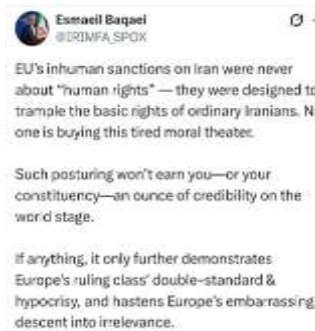 Esmaeil Baqaei
@IRIMFA_SPOX
EU's inhuman sanctions on Iran were never
about "human rights" — they were designed to
trample the basic rights of ordinary Iranians. N
one is buying this tired moral theater.
Such posturing won't earn you—or your
constituency—an ounce of credibility on the
world stage.
If anything, it only further demonstrates
Europe's ruling class' double-standard &
hypocrisy, and hastens Europe's embarrassing
descent into irrelevance.